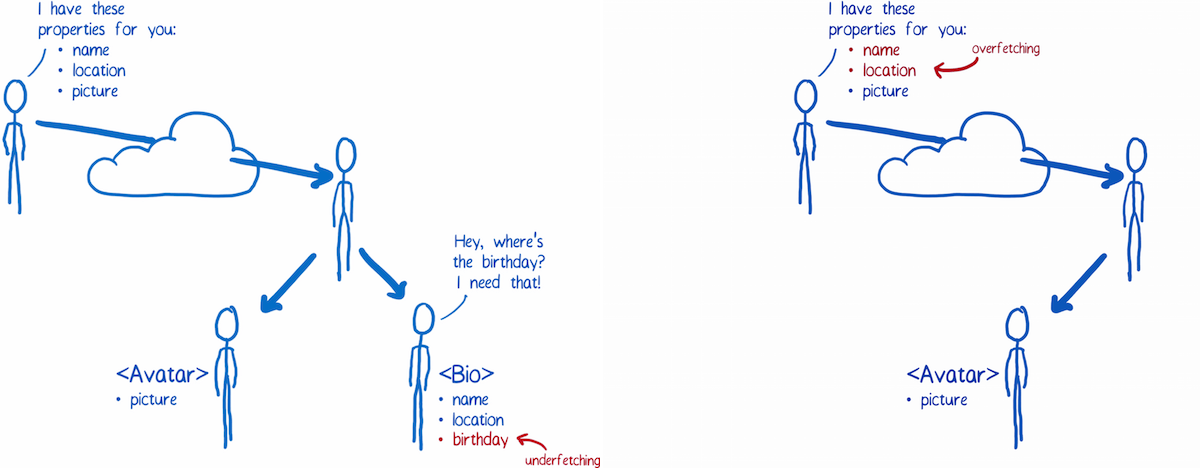 I have these
properties for you:
• name
• location
• picture
Hey, where's
the birthday?
I need that!
<Avatar>
• picture
<Bio>
• name
• location
• birthday
underfetching
I have these
properties for you:
• name
• location
• picture
overfetching
<Avatar>
• picture